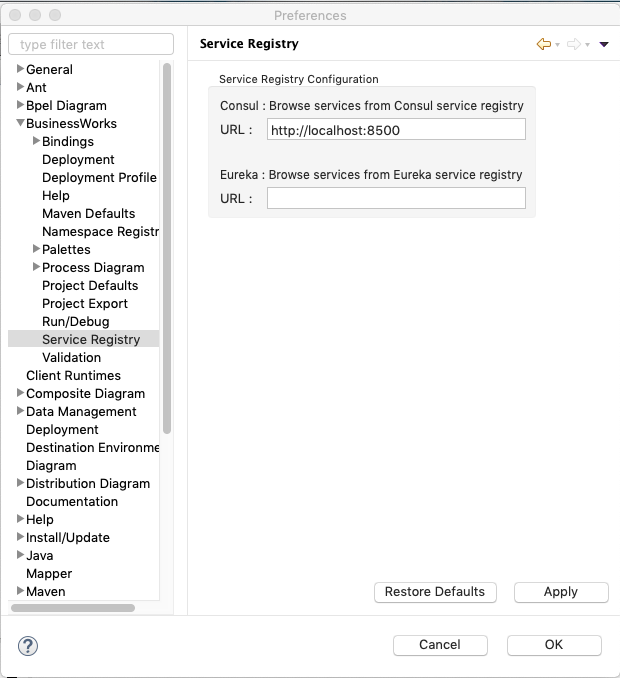 Preferences
type filter text
General
Ant
Bpel Diagram
BusinessWorks
Bindings
Deployment
Deployment Profile
Help
Maven Defaults
Namespace Registr
Palettes
Process Diagram
Project Defaults
Project Export
Run/Debug
Service Registry
Validation
Client Runtimes
Composite Diagram
Data Management
Deployment
Destination Environme
Diagram
Distribution Diagram
Documentation
Help
Install/Update
Java
Mapper
Maven
Service Registry
Service Registry Configuration
Consul : Browse services from Consul service registry
URL : http://localhost:8500
Eureka : Browse services from Eureka service registry
URL :
Restore Defaults Apply
? Cancel OK